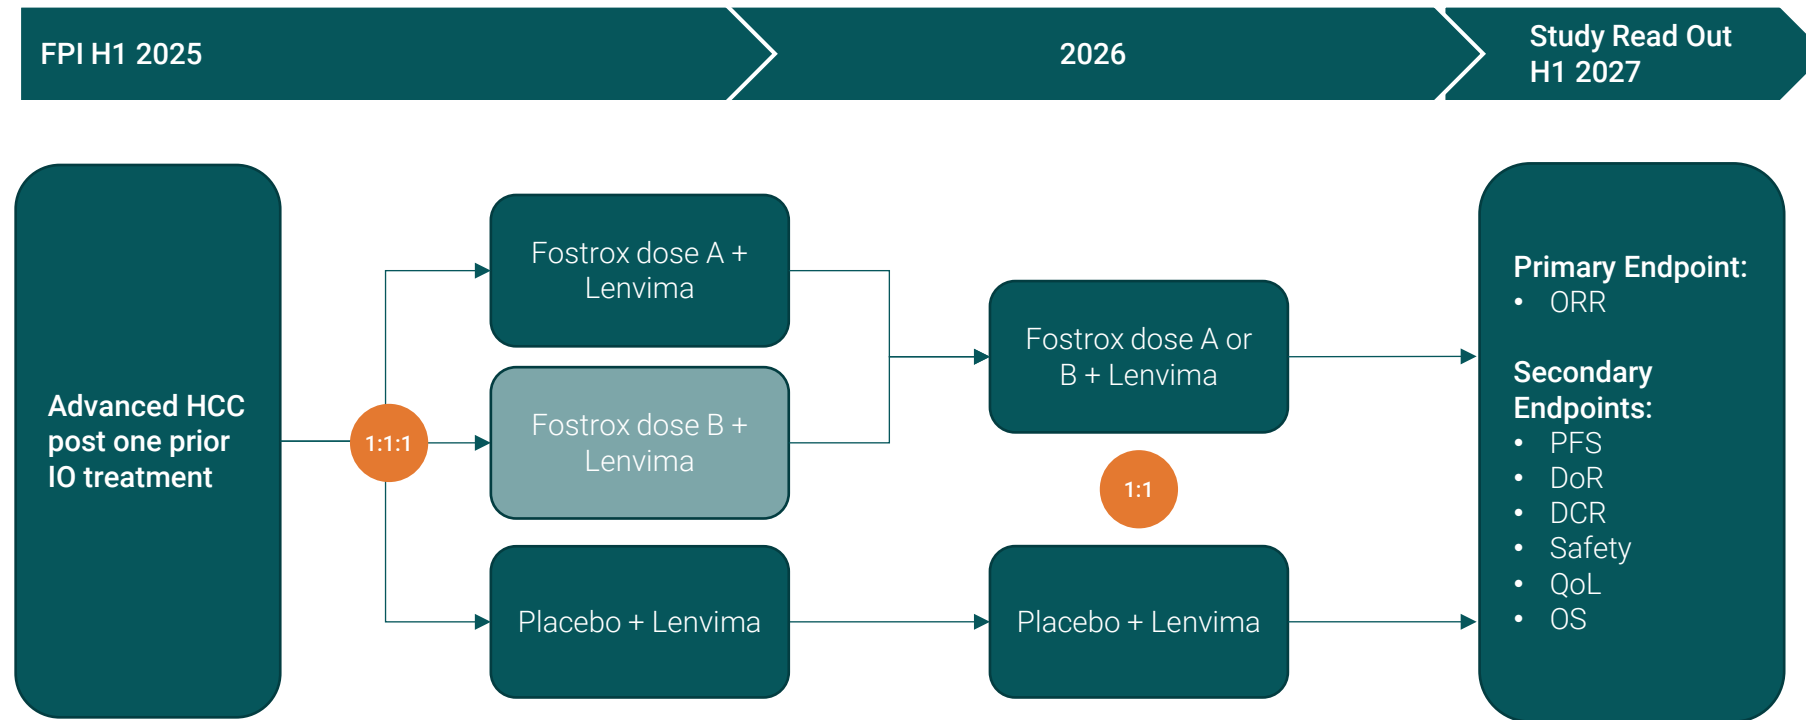 FPI H1 2025
2026
Study Read Out
H1 2027
Advanced HCC
post one prior
IO treatment
1:1:1
Fostrox dose A +
Lenvima
Fostrox dose B +
Lenvima
Placebo + Lenvima
Fostrox dose A or
B + Lenvima
1:1
Placebo + Lenvima
Primary Endpoint:
• ORR
Secondary
Endpoints:
• PFS
• DoR
• DCR
• Safety
• QoL
• OS